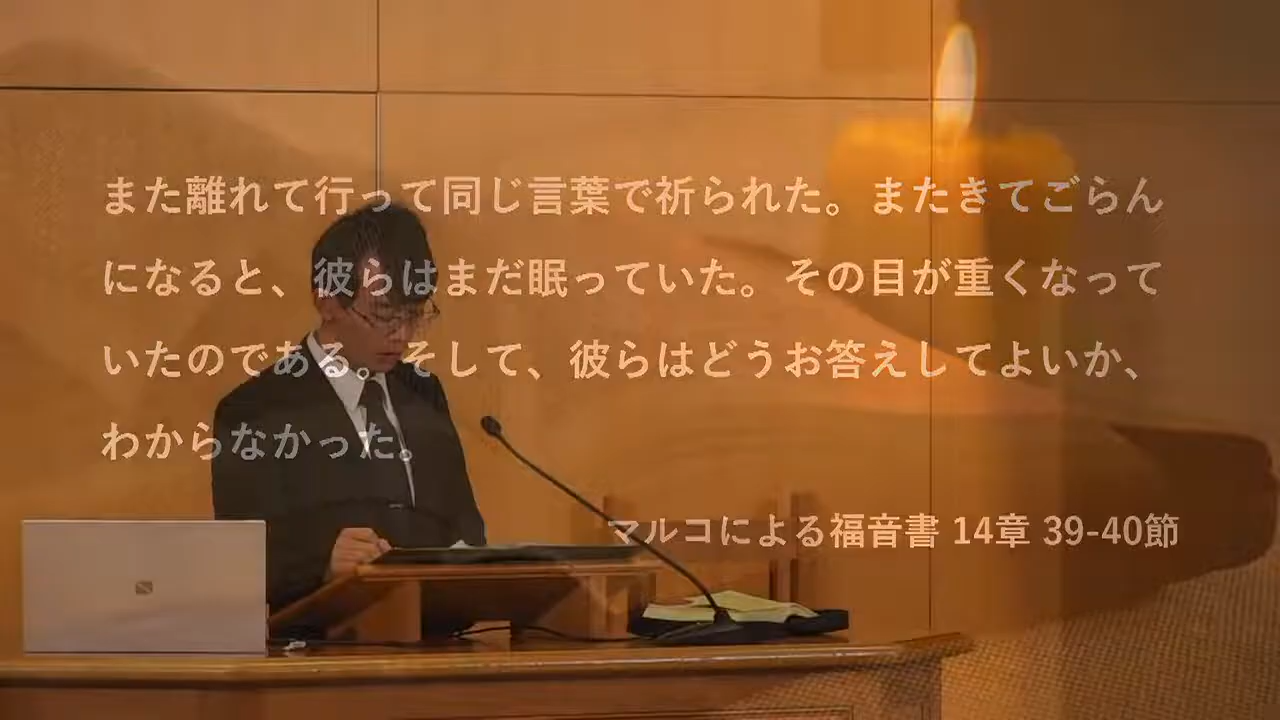 また離れて行って同じ言葉で祈られた。またきてごらん
になると、彼らはまだ眠っていた。その目が重くなって
いたのである。そして、彼らはどうお答えしてよいか、
わからなかった。
マルコによる福音書 14章 39-40節